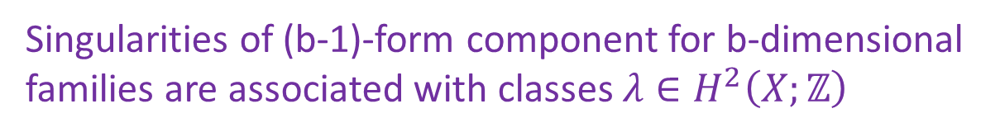 Singularities of (b-1)-form component for b-dimensional
families are associated with classes 𝜆 ∈ 𝐻²(𝑋; ℤ)